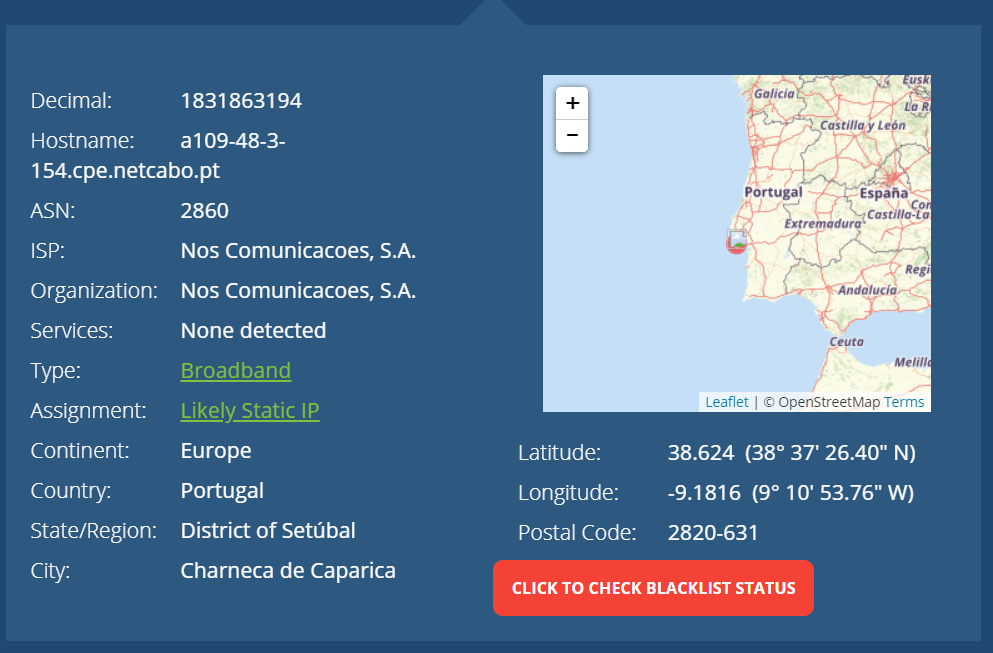 Decimal: 1831863194
Hostname: a109-48-3-
154.cpe.netcabo.pt
ASN: 2860
ISP: Nos Comunicacoes, S.A.
Organization: Nos Comunicacoes, S.A.
Services: None detected
Type: Broadband
Assignment: Likely Static IP
Continent: Europe
Country: Portugal
State/Region: District of Setúbal
City: Charneca de Caparica
+
−
Eusk
Galicia
La R
Castilla y León
Portugal
España
Con
Castilla-La
Extremadura
Regi
Andalucía
Ceuta
Melill
Leaflet | © OpenStreetMap Terms
Latitude: 38.624 (38° 37' 26.40" N)
Longitude: -9.1816 (9° 10' 53.76" W)
Postal Code: 2820-631
CLICK TO CHECK BLACKLIST STATUS